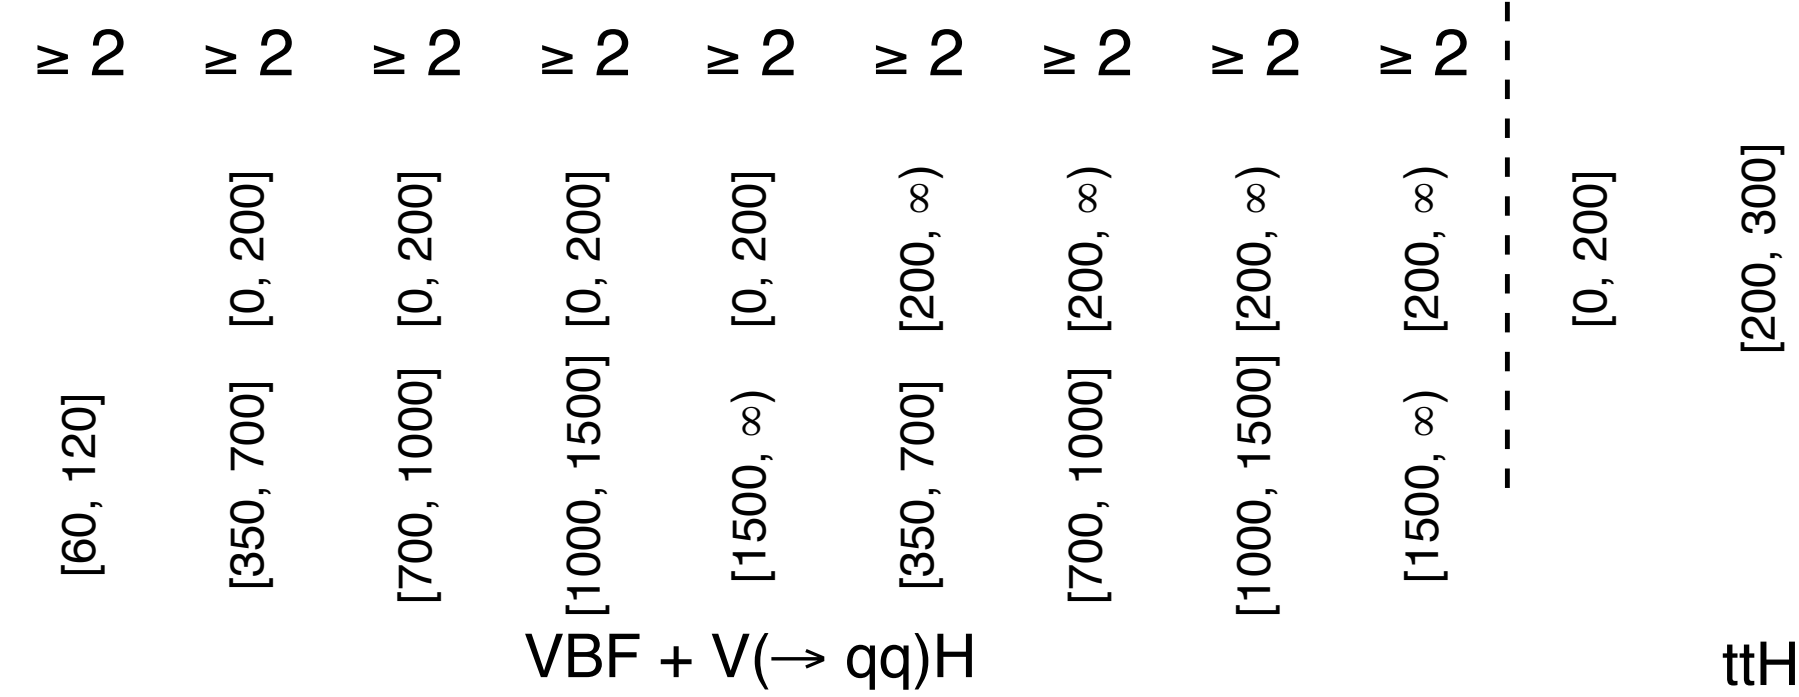 ≥ 2 ≥ 2 ≥ 2 ≥ 2 ≥ 2 ≥ 2 ≥ 2 ≥ 2 ≥ 2
[0, 200] [0, 200] [0, 200] [0, 200] [200, ∞) [200, ∞) [200, ∞) [200, ∞) [0, 200] [200, 300]
[60, 120] [350, 700] [700, 1000] [1000, 1500] [1500, ∞) [350, 700] [700, 1000] [1000, 1500] [1500, ∞)
VBF + V(→ qq)H ttH